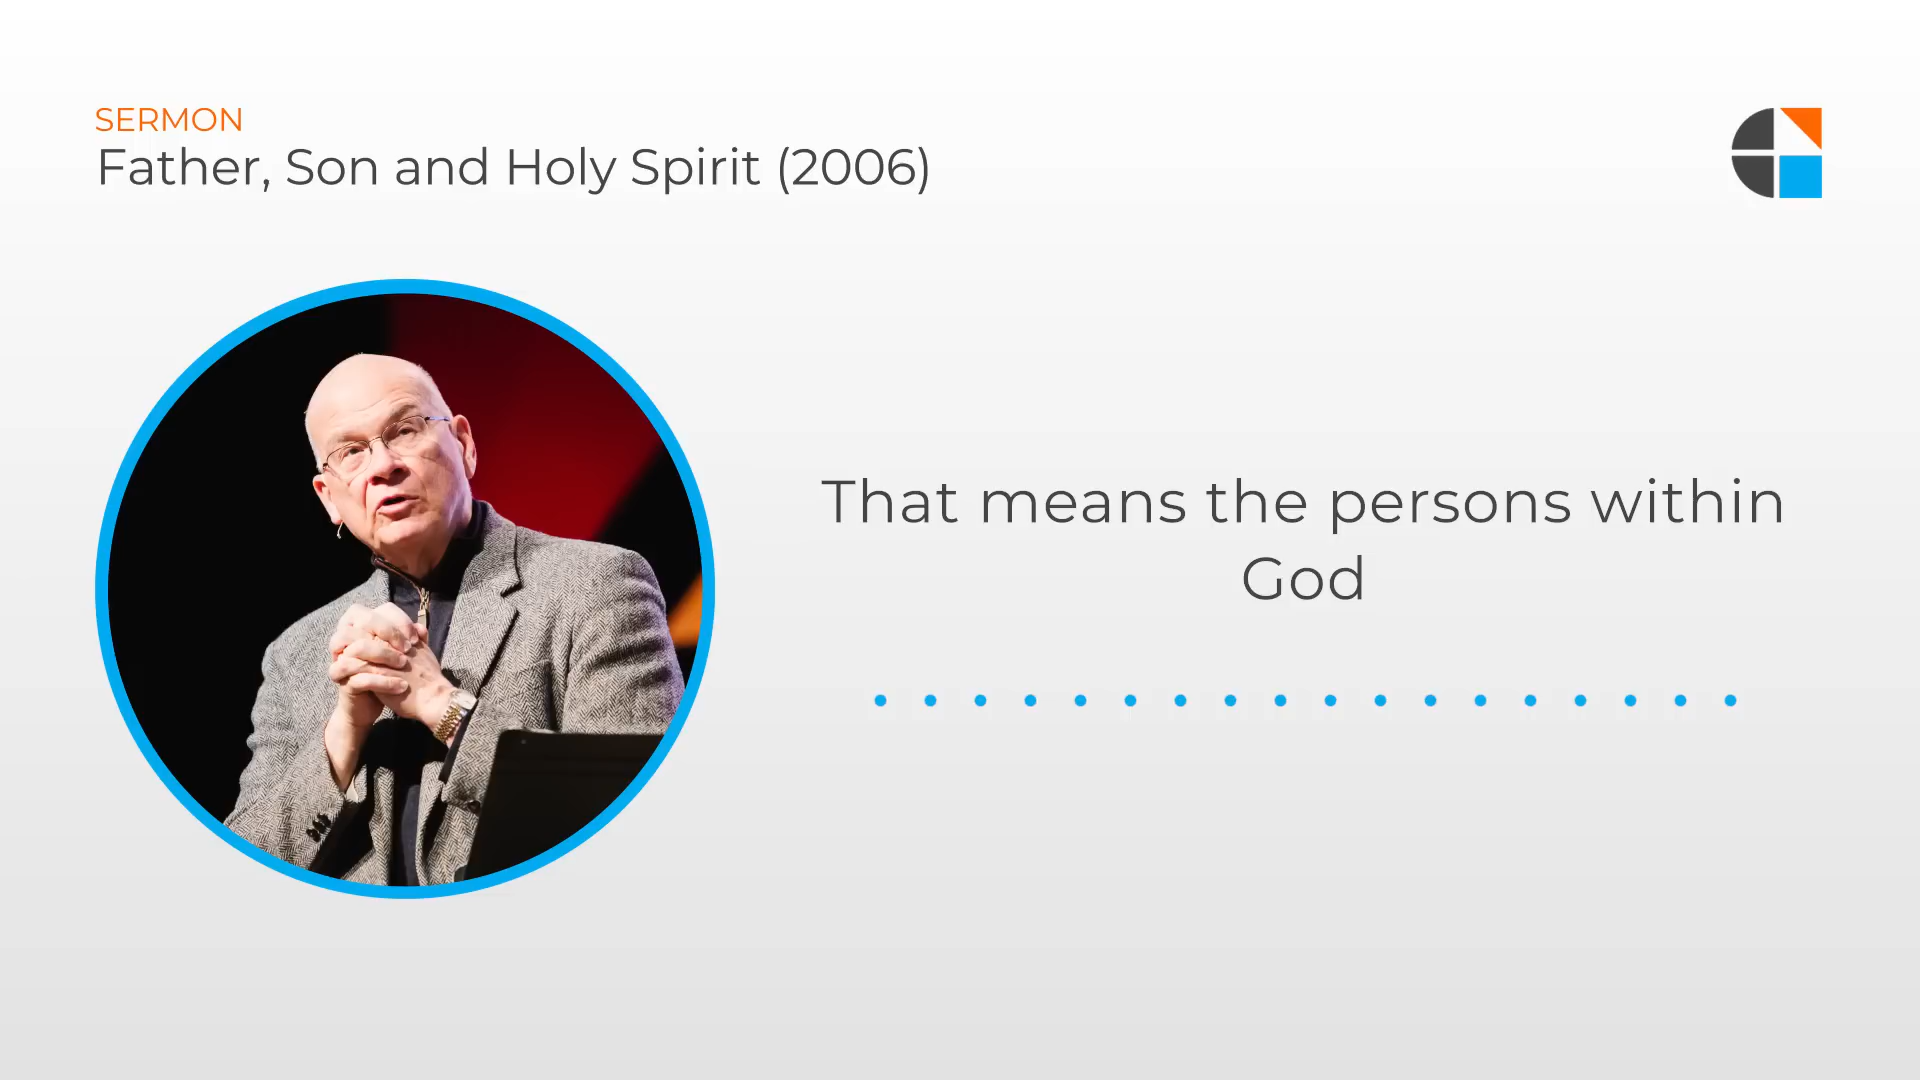 SERMON
Father, Son and Holy Spirit (2006)
That means the persons within
God